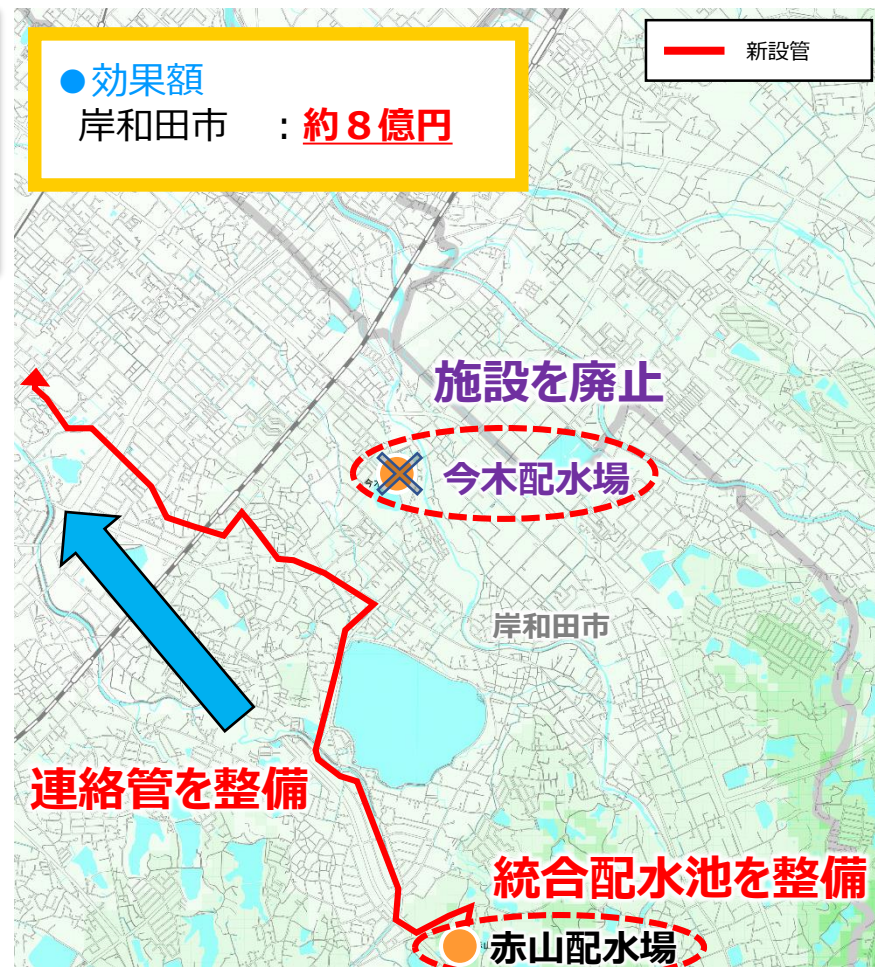 ●効果額
岸和田市　：約８億円
新設管
施設を廃止
今木配水場
岸和田市
連絡管を整備
統合配水池を整備
赤山配水場